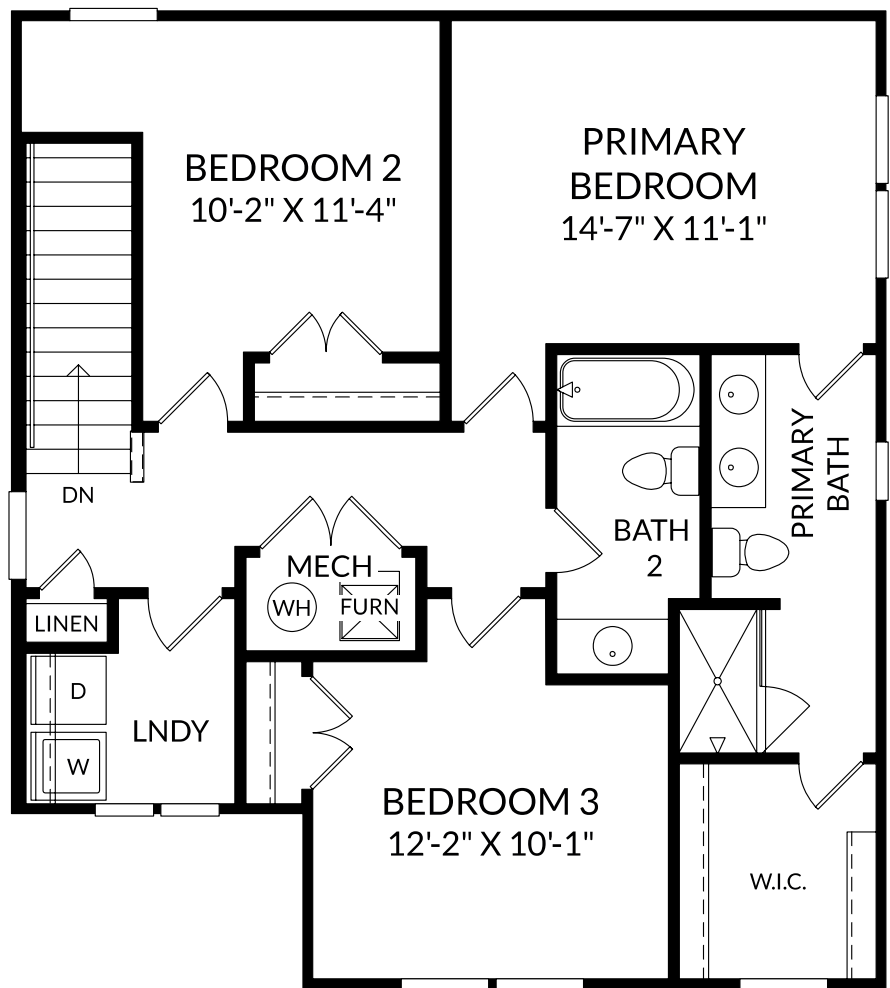 BEDROOM 2
10'-2" X 11'-4"
PRIMARY
BEDROOM
14'-7" X 11'-1"
PRIMARY
BATH
DN
BATH
2
MECH
WH
FURN
LINEN
D
LNDY
W
BEDROOM 3
12'-2" X 10'-1"
W.I.C.